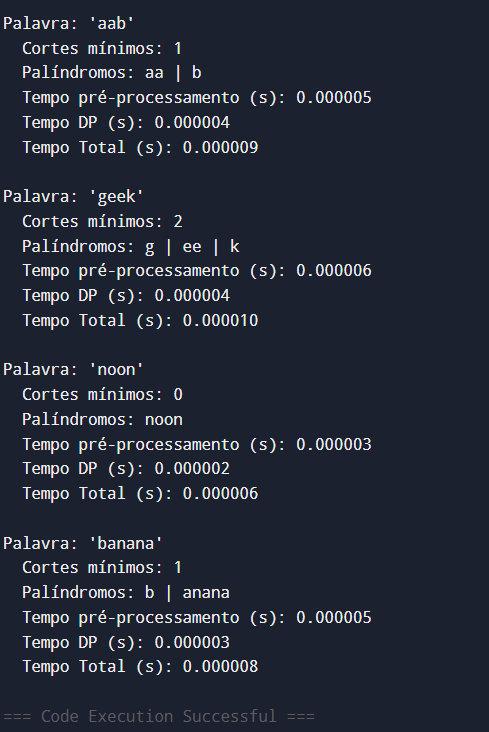 Palavra: 'aab'
Cortes mínimos: 1
Palíndromos: aa | b
Tempo pré-processamento (s): 0.000005
Tempo DP (s): 0.000004
Tempo Total (s): 0.000009
Palavra: 'geek'
Cortes mínimos: 2
Palíndromos: g | ee | k
Tempo pré-processamento (s): 0.000006
Tempo DP (s): 0.000004
Tempo Total (s): 0.000010
Palavra: 'noon'
Cortes mínimos: 0
Palíndromos: noon
Tempo pré-processamento (s): 0.000003
Tempo DP (s): 0.000002
Tempo Total (s): 0.000006
Palavra: 'banana'
Cortes mínimos: 1
Palíndromos: b | anana
Tempo pré-processamento (s): 0.000005
Tempo DP (s): 0.000003
Tempo Total (s): 0.000008
=== Code Execution Successful ===